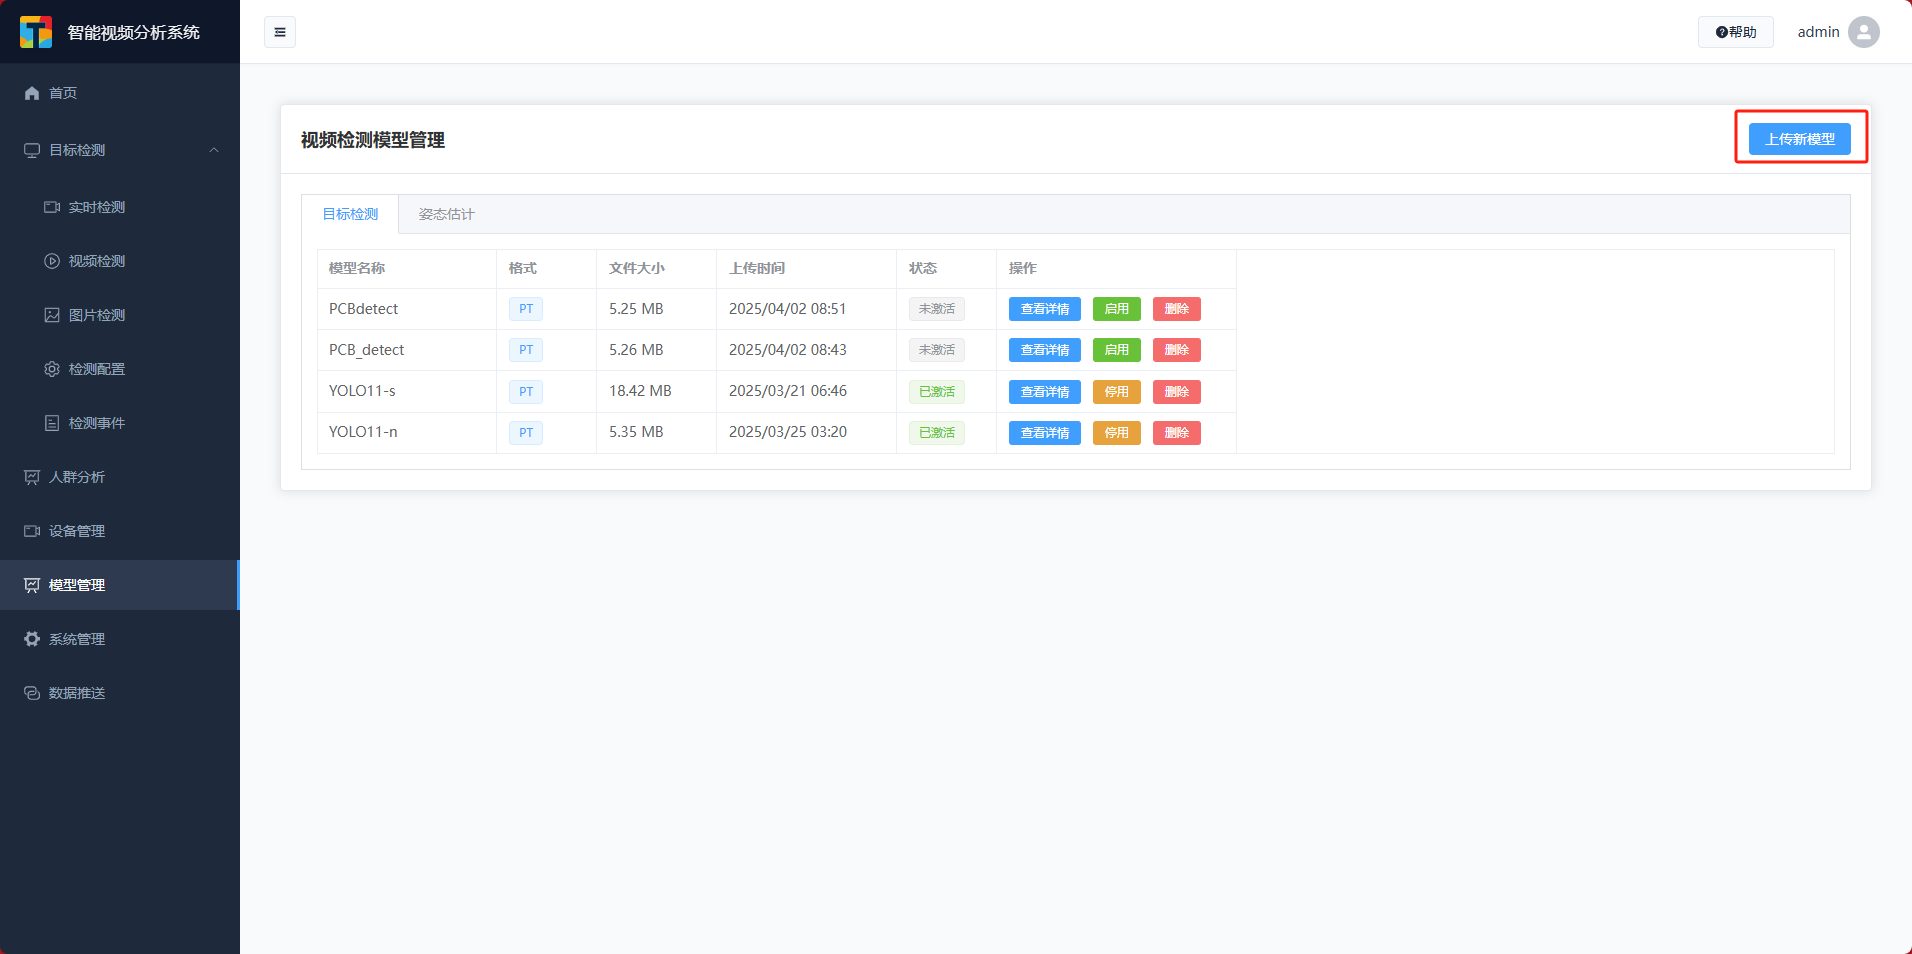 智能视频分析系统
帮助
admin
首页
目标检测
实时检测
视频检测
图片检测
检测配置
检测事件
人群分析
设备管理
模型管理
系统管理
数据推送
视频检测模型管理
上传新模型
目标检测 姿态估计
模型名称 格式 文件大小 上传时间 状态 操作
PCBdetect PT 5.25 MB 2025/04/02 08:51 未激活 查看详情 启用 删除
PCB_detect PT 5.26 MB 2025/04/02 08:43 未激活 查看详情 启用 删除
YOLO11-s PT 18.42 MB 2025/03/21 06:46 已激活 查看详情 停用 删除
YOLO11-n PT 5.35 MB 2025/03/25 03:20 已激活 查看详情 停用 删除